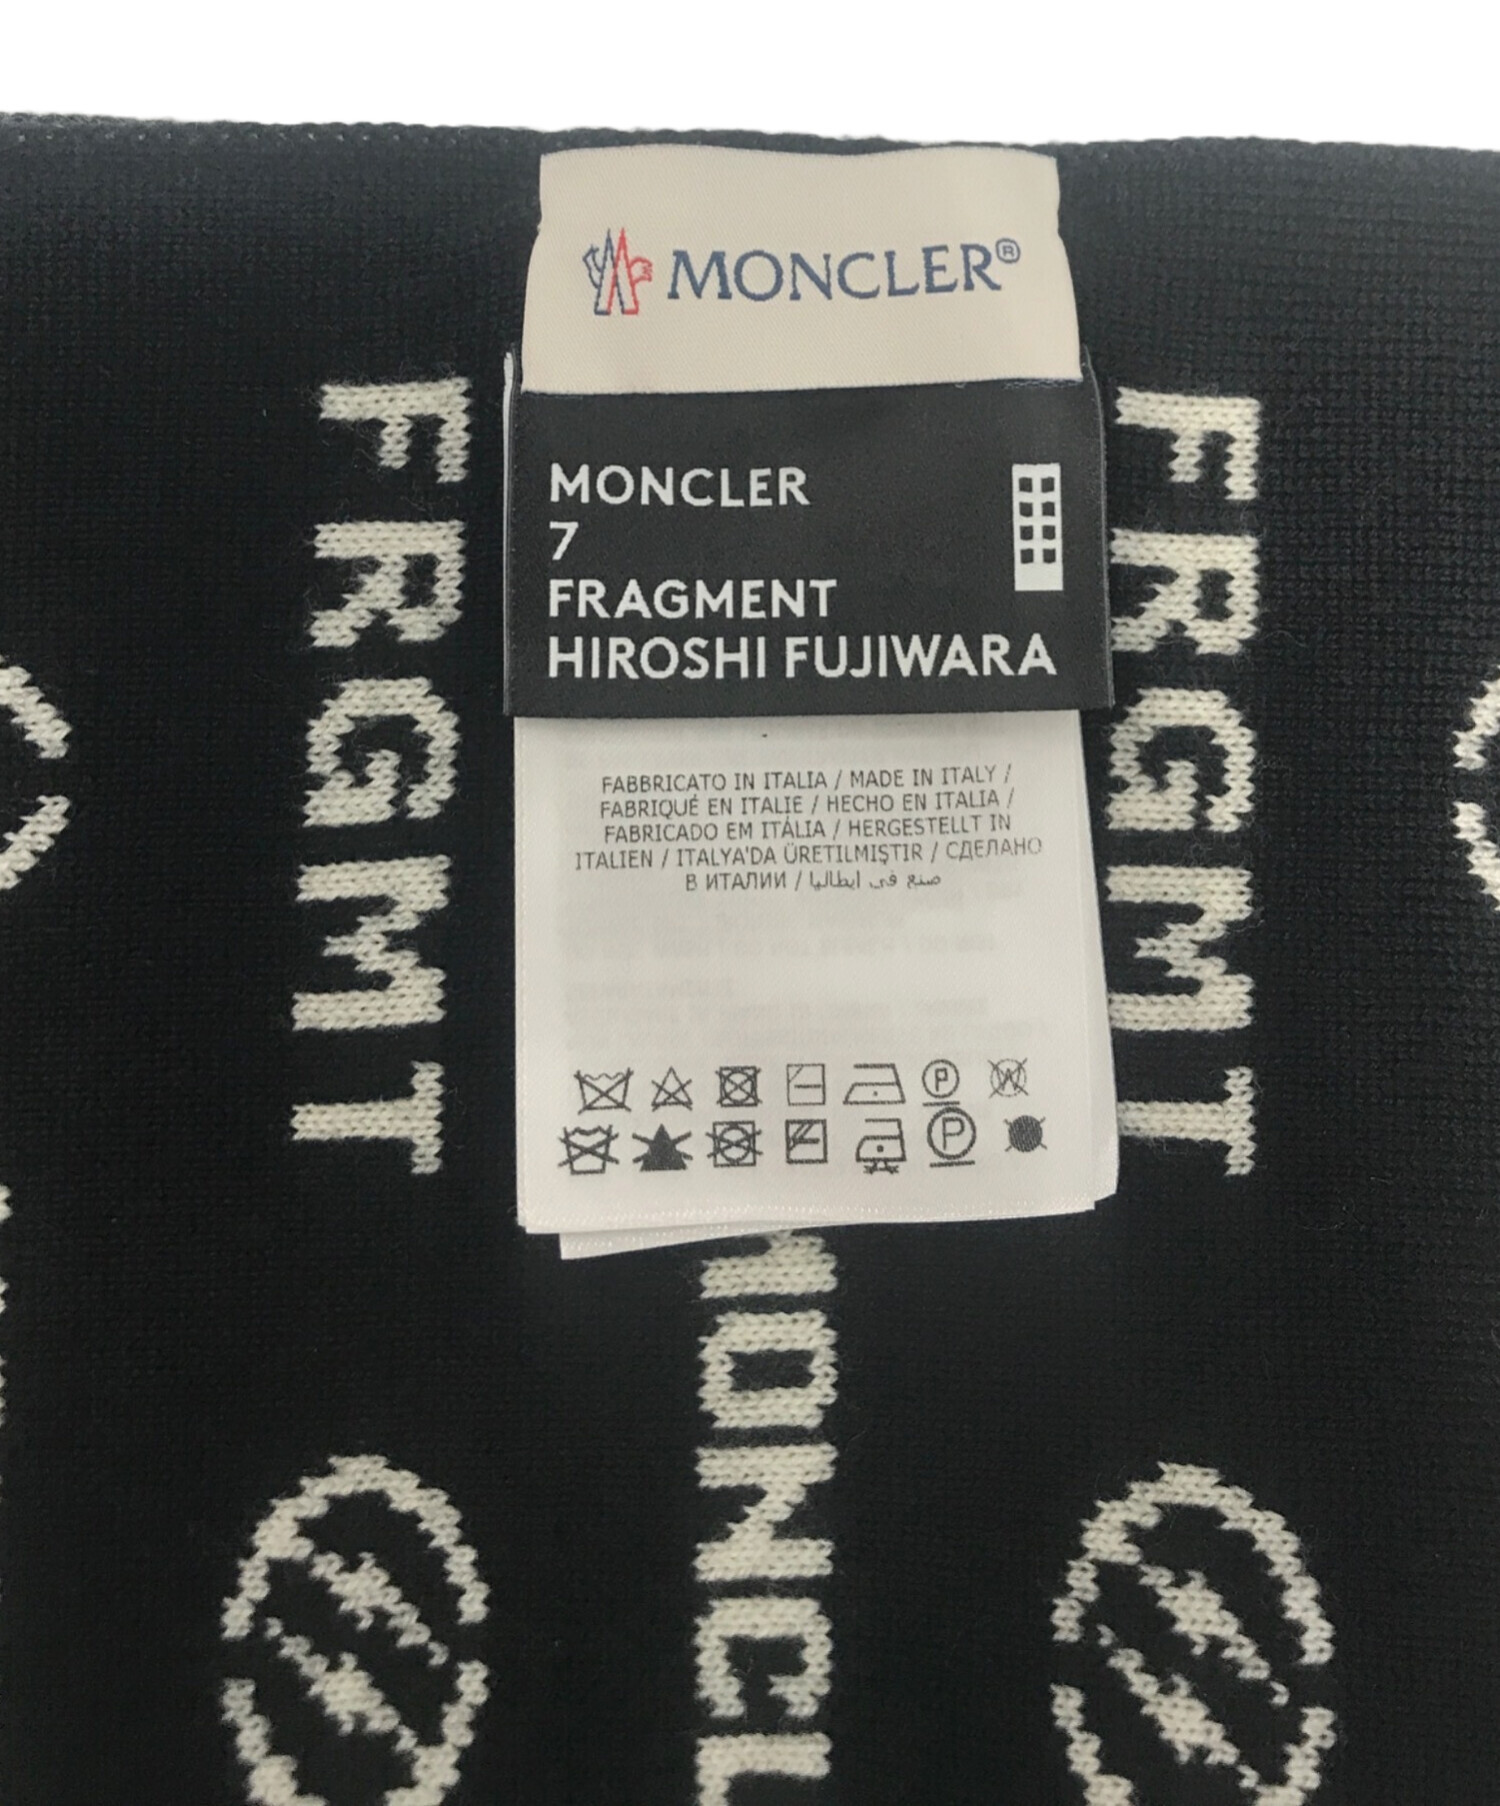 MONCLER®
MONCLER
7
FRAGMENT
HIROSHI FUJIWARA
FABBRICATO IN ITALIA / MADE IN ITALY /
FABRIQUÉ EN ITALIE / HECHO EN ITALIA /
FABRICADO EM ITÁLIA / HERGESTELLT IN
ITALIEN / ITALYA'DA ÜRETILMIŞTIR / СДЕЛАНО
В ИТАЛИИ / صنع في ايطاليا
P W
P
FRGMT
FRGMT
MONCL